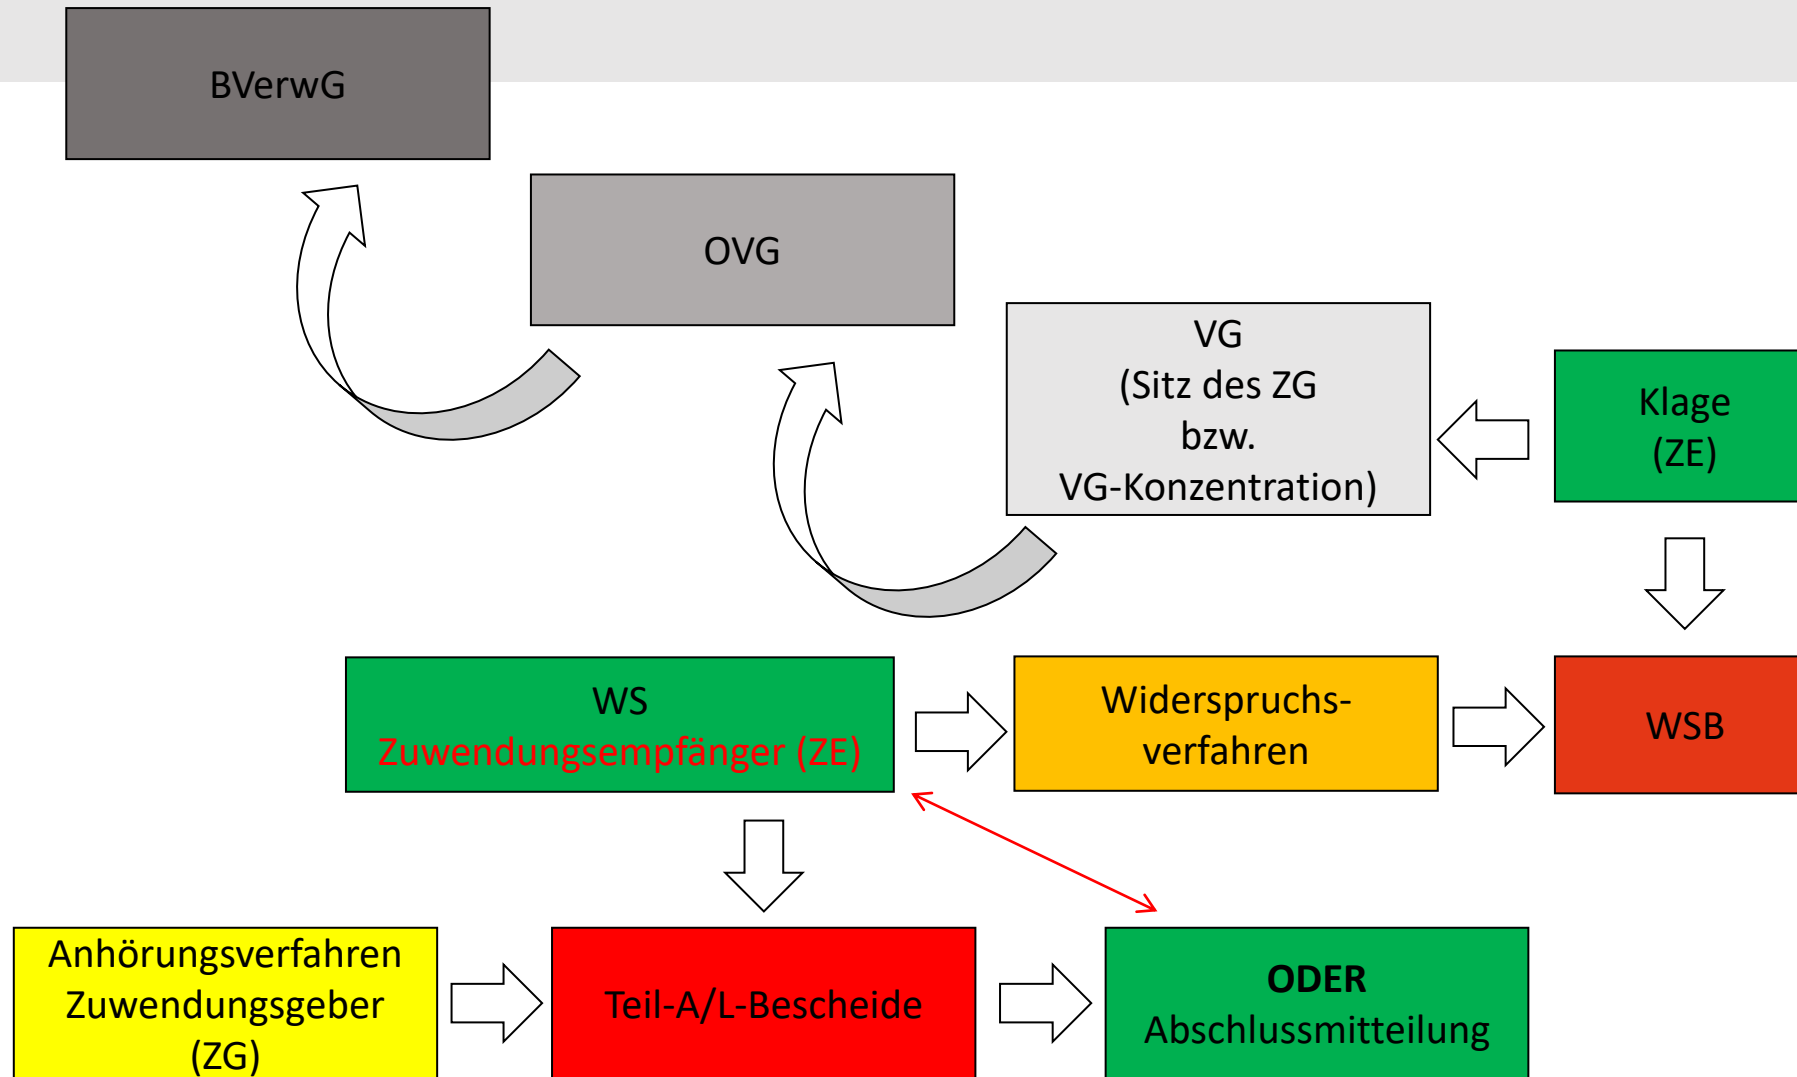 BVerwG
OVG
VG
(Sitz des ZG
bzw.
VG-Konzentration)
Klage
(ZE)
WS
Zuwendungsempfänger (ZE)
Widerspruchs-
verfahren
WSB
Anhörungsverfahren
Zuwendungsgeber
(ZG)
Teil-A/L-Bescheide
ODER
Abschlussmitteilung